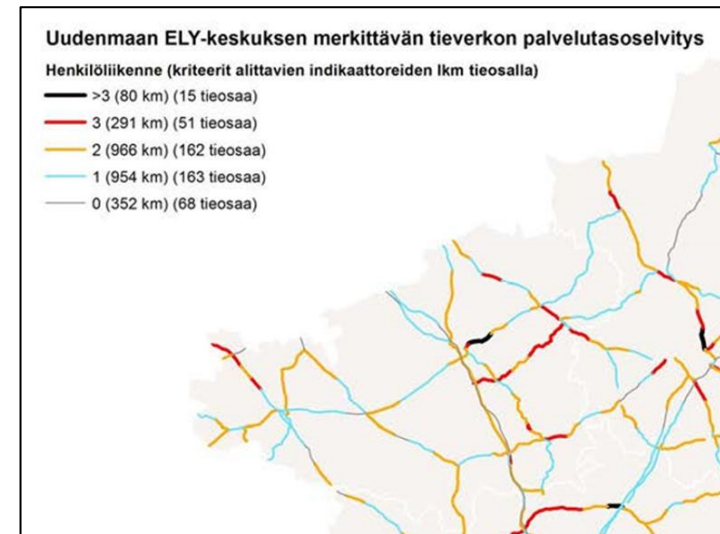 Uudenmaan ELY-keskuksen merkittävän tieverkon palvelutasoselvitys
Henkilöliikenne (kriteerit alittavien indikaattoreiden lkm tieosalla)
>3 (80 km) (15 tieosaa)
3 (291 km) (51 tieosaa)
2 (966 km) (162 tieosaa)
1 (954 km) (163 tieosaa)
0 (352 km) (68 tieosaa)